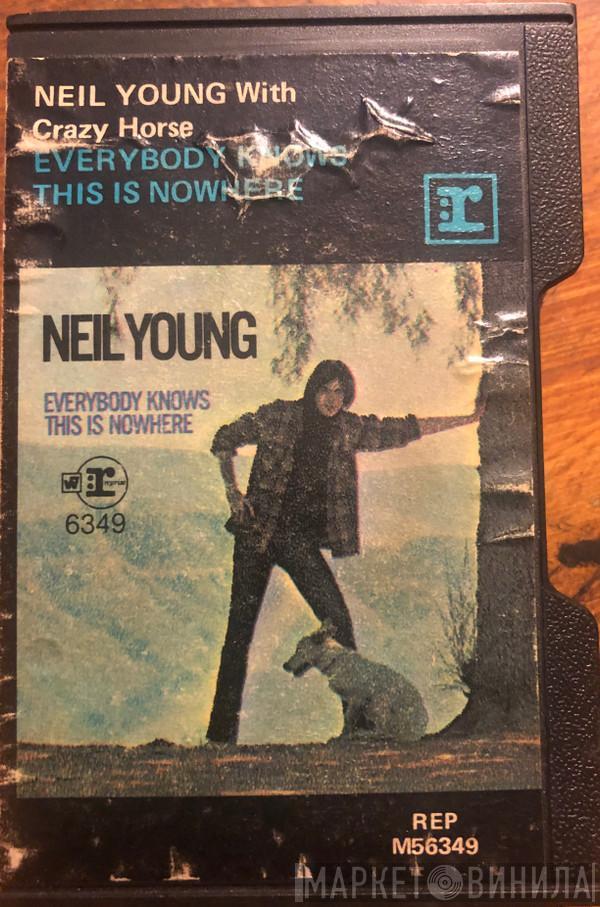 NEIL YOUNG With
Crazy Horse
EVERYBODY KNOWS
THIS IS NOWHERE
r
NEIL YOUNG
EVERYBODY KNOWS
THIS IS NOWHERE
W :r reprise
6349
REP
M56349
МАРКЕТ ВИНИЛА